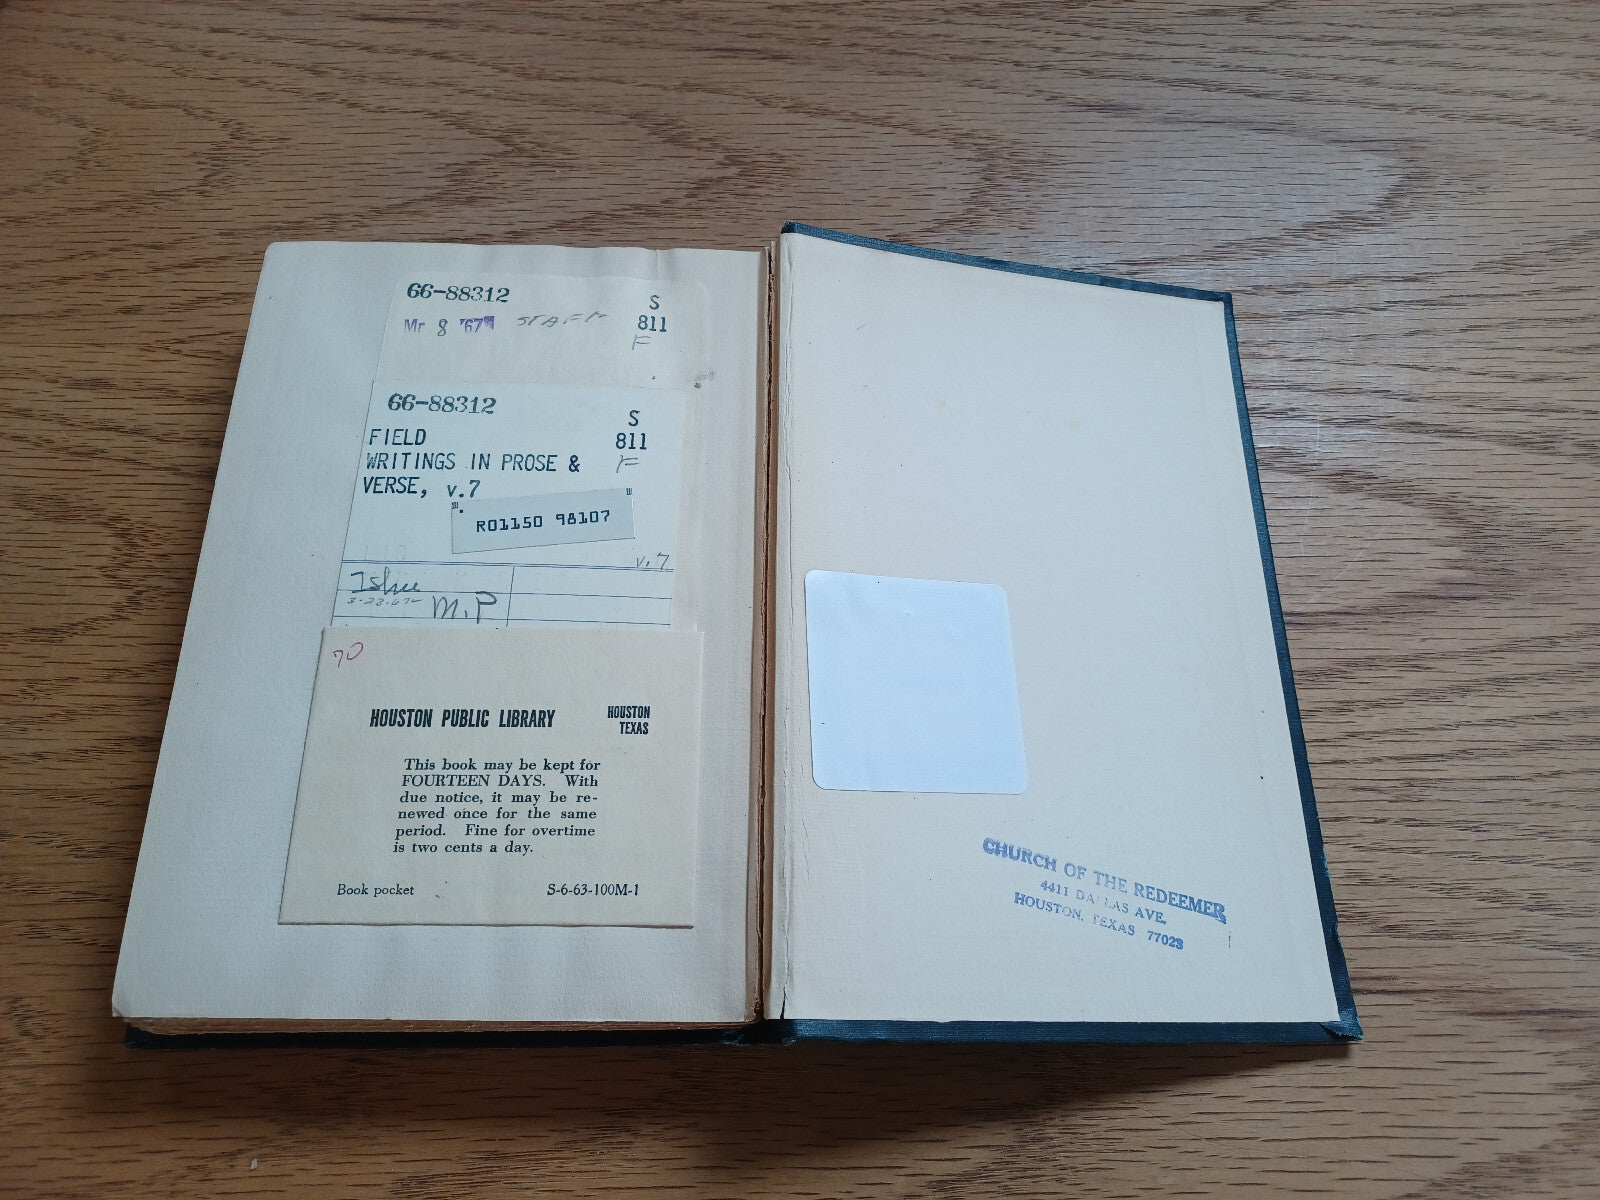 66-88312
S
Mr 8 '67 STAFF
811
F
66-88312
S
FIELD
811
WRITINGS IN PROSE &
F
VERSE, v.7
R01150 98107
v.7
M.P
70
HOUSTON PUBLIC LIBRARY
HOUSTON
TEXAS
This book may be kept for
FOURTEEN DAYS. With
due notice, it may be re-
newed once for the same
period. Fine for overtime
is two cents a day.
Book pocket S-6-63-100M-1
CHURCH OF THE REDEEMER
4411 DALLAS AVE.
HOUSTON, TEXAS 77023